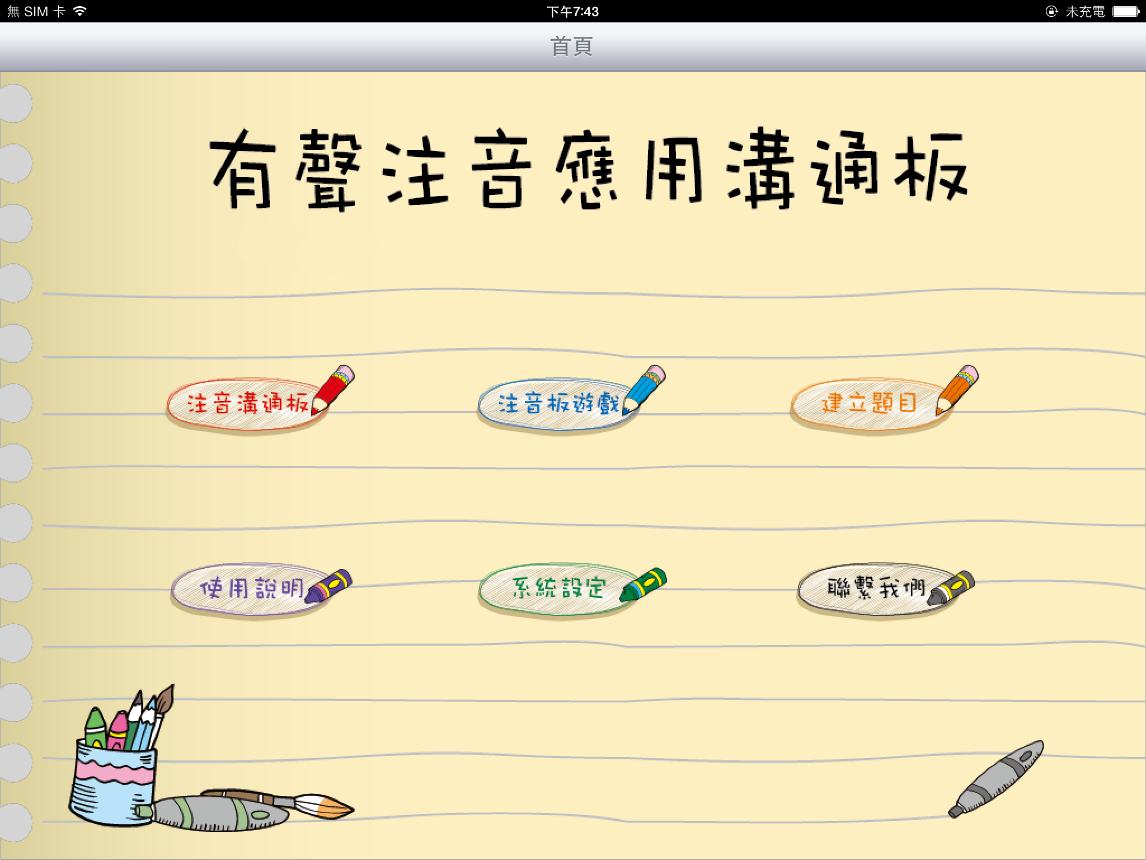 無 SIM 卡 下午7:43 未充電
首頁
有聲注音應用溝通板
注音溝通板 注音板遊戲 建立題目
使用說明 系統設定 聯繫我們